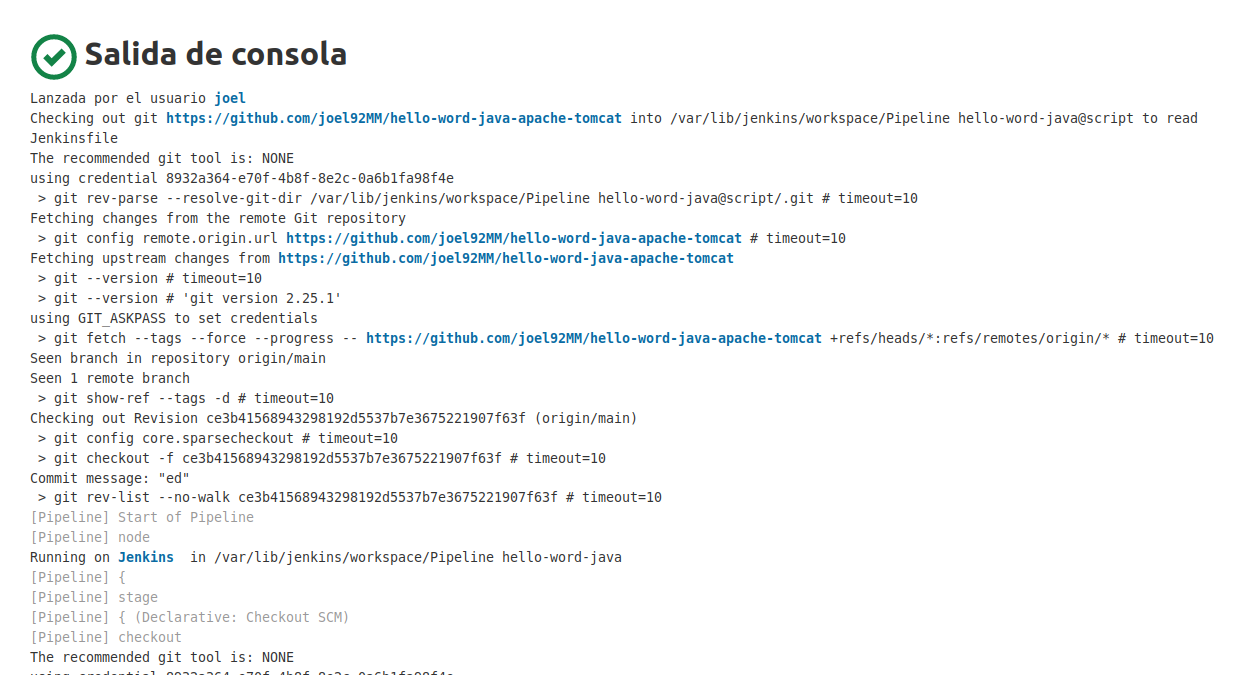 Salida de consola
Lanzada por el usuario joel
Checking out git https://github.com/joel92MM/hello-word-java-apache-tomcat into /var/lib/jenkins/workspace/Pipeline hello-word-java@script to read
Jenkinsfile
The recommended git tool is: NONE
using credential 8932a364-e70f-4b8f-8e2c-0a6b1fa98f4e
> git rev-parse --resolve-git-dir /var/lib/jenkins/workspace/Pipeline hello-word-java@script/.git # timeout=10
Fetching changes from the remote Git repository
> git config remote.origin.url https://github.com/joel92MM/hello-word-java-apache-tomcat # timeout=10
Fetching upstream changes from https://github.com/joel92MM/hello-word-java-apache-tomcat
> git --version # timeout=10
> git --version # 'git version 2.25.1'
using GIT_ASKPASS to set credentials
> git fetch --tags --force --progress -- https://github.com/joel92MM/hello-word-java-apache-tomcat +refs/heads/*:refs/remotes/origin/* # timeout=10
Seen branch in repository origin/main
Seen 1 remote branch
> git show-ref --tags -d # timeout=10
Checking out Revision ce3b41568943298192d5537b7e3675221907f63f (origin/main)
> git config core.sparsecheckout # timeout=10
> git checkout -f ce3b41568943298192d5537b7e3675221907f63f # timeout=10
Commit message: "ed"
> git rev-list --no-walk ce3b41568943298192d5537b7e3675221907f63f # timeout=10
[Pipeline] Start of Pipeline
[Pipeline] node
Running on Jenkins in /var/lib/jenkins/workspace/Pipeline hello-word-java
[Pipeline] {
[Pipeline] stage
[Pipeline] { (Declarative: Checkout SCM)
[Pipeline] checkout
The recommended git tool is: NONE
using credential 8932a364-e70f-4b8f-8e2c-0a6b1fa98f4e